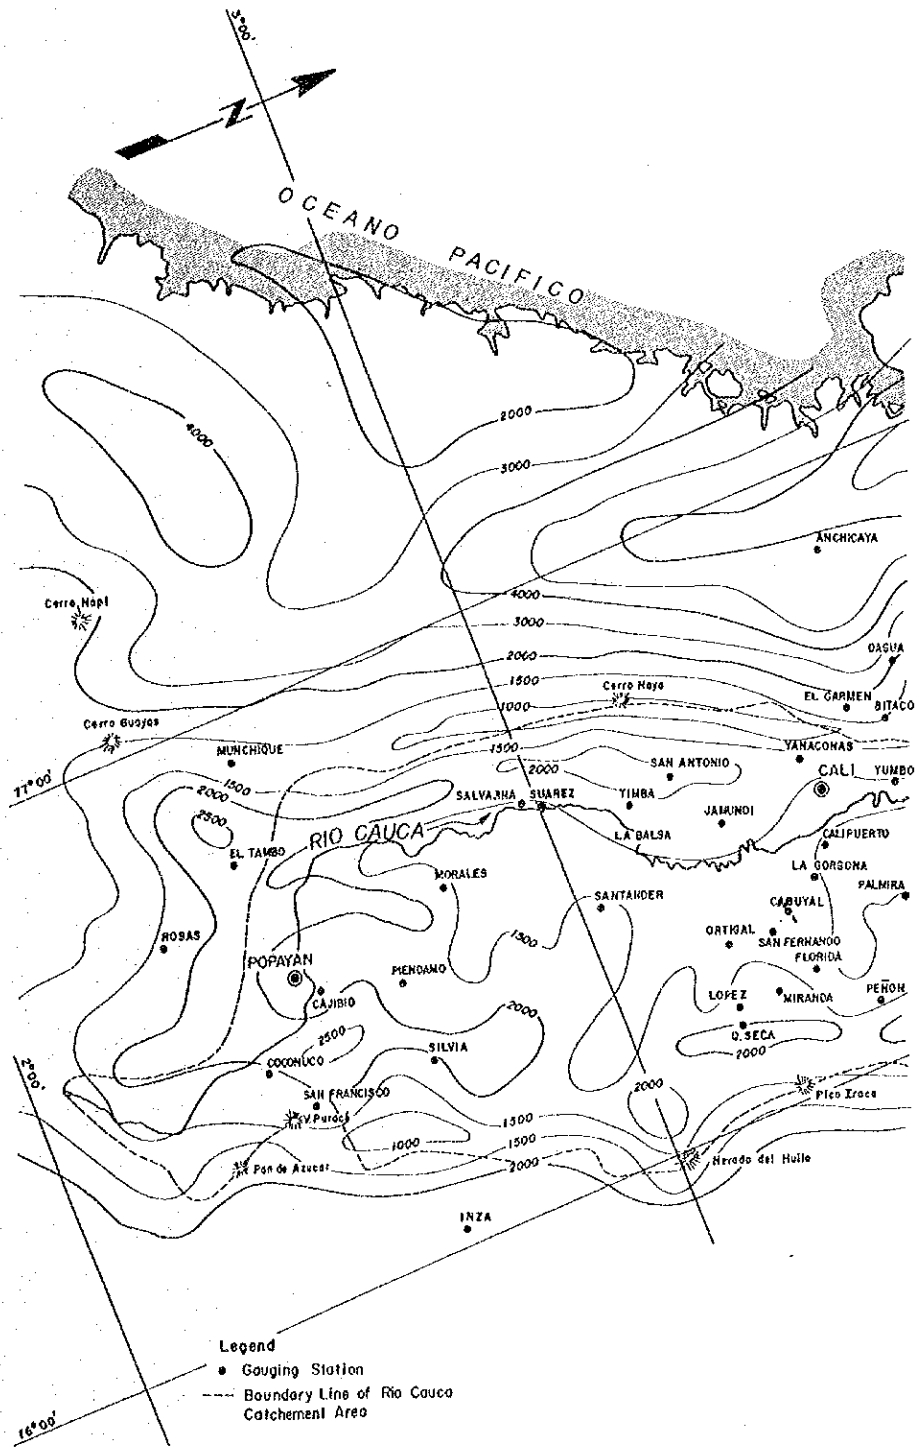 3°00'
N
OCEANO PACIFICO
2000
4000
3000
ANCHICAYA
4000
Cerro Napi
3000
DAGUA
2000
1500
Cerro Naya
EL CARMEN
BITACO
1000
Cerro Guayas
1500
MUNCHIQUE
YANACONAS
77°00'
2000
SAN ANTONIO
CALI
YUMBO
1500
2000
SALVAJINA
SUAREZ
TIMBA
2500
JAMUNDI
RIO CAUCA
LA BALSA
CALIPUERTO
EL TAMBO
LA GORGONA
MORALES
PALMIRA
SANTANDER
CABUYAL
ROSAS
1500
ORTIGAL
SAN FERNANDO
POPAYAN
FLORIDA
PIENDAMO
CAJIBIO
LOPEZ
MIRANDA
PEÑON
2000
2500
Q. SECA
2000
SILVIA
COCONUCO
2°00'
2000
Pico Iraca
SAN FRANCISCO
V. Puracé
1500
1000
1500
Nevado del Huila
Pan de Azucar
2000
INZA
Legend
Gauging Station
Boundary Line of Rio Cauca
Catchement Area
76°00'